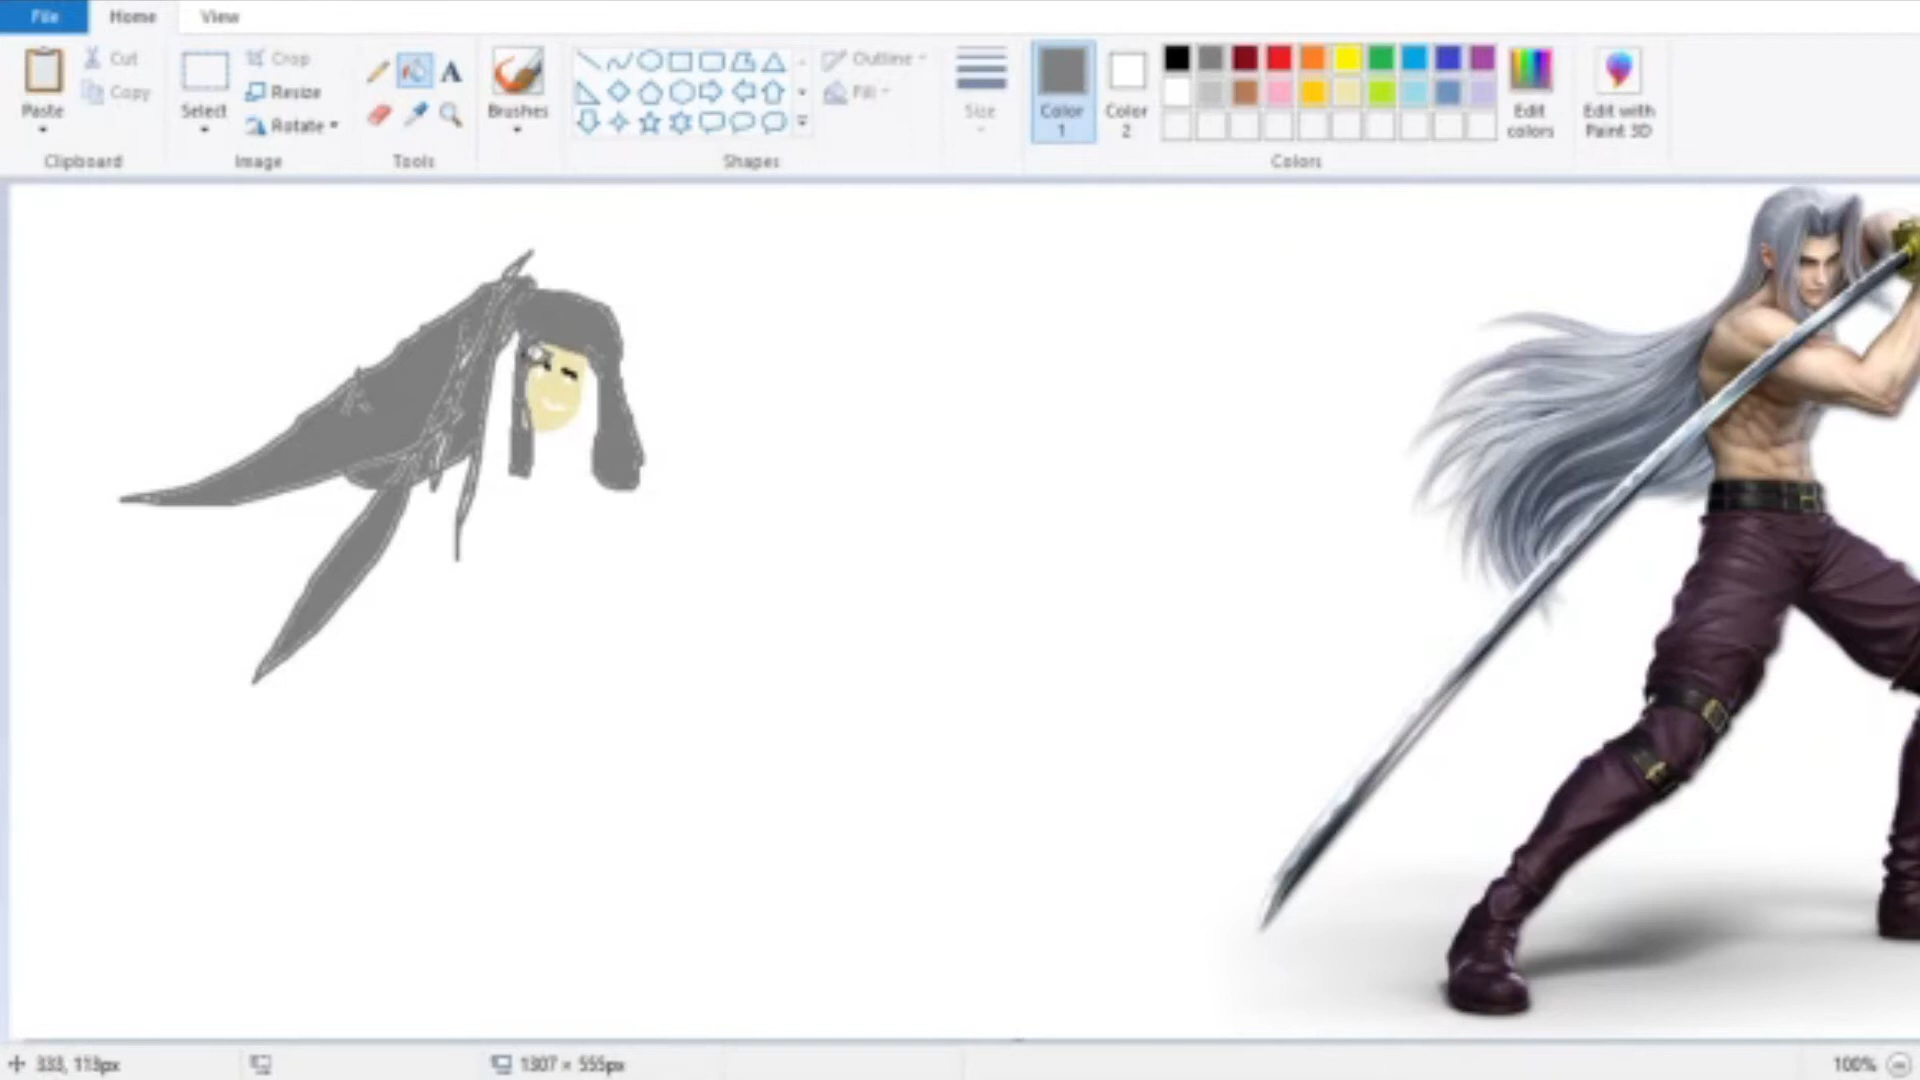 File Home View
Paste Cut Copy Select Crop Resize Rotate A Brushes Outline Fill Size Color 1 Color 2 Edit colors Edit with Paint 3D
Clipboard Image Tools Shapes Colors
333, 113px 1307 × 555px 100%